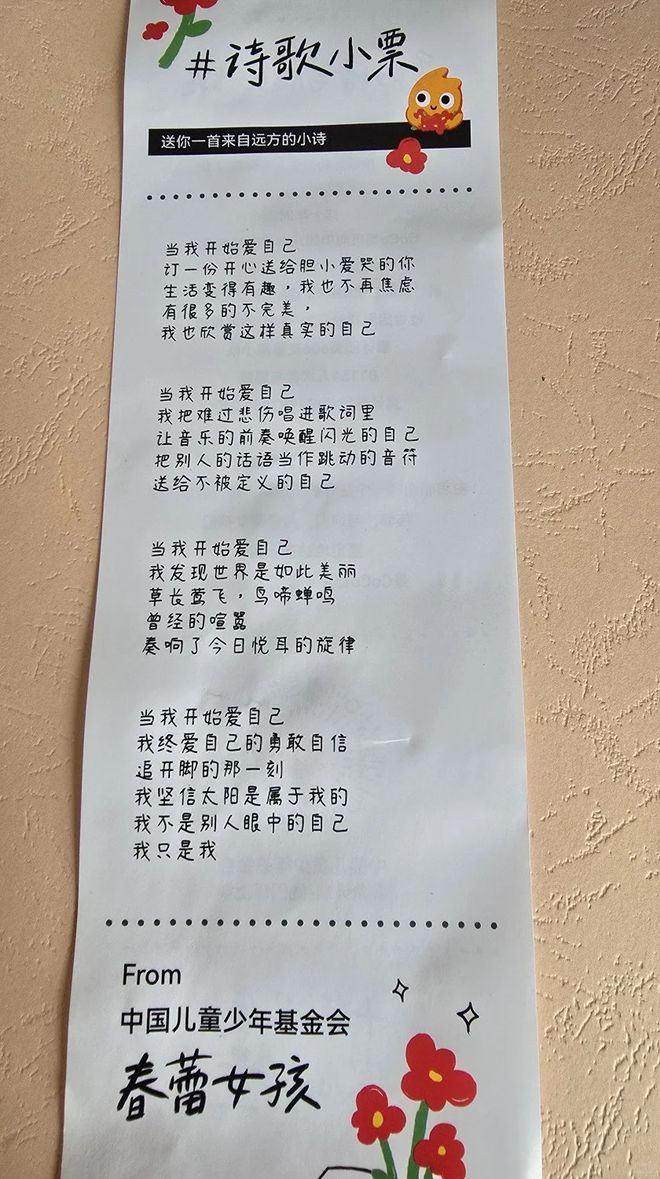 #诗歌小票
送你一首来自远方的小诗
当我开始爱自己
订一份开心送给胆小爱哭的你
生活变得有趣，我也不再焦虑
有很多的不完美，
我也欣赏这样真实的自己
当我开始爱自己
我把难过悲伤唱进歌词里
让音乐的前奏唤醒闪光的自己
把别人的话语当作跳动的音符
送给不被定义的自己
当我开始爱自己
我发现世界是如此美丽
草长莺飞，鸟啼蝉鸣
曾经的喧嚣
奏响了今日悦耳的旋律
当我开始爱自己
我终爱自己的勇敢自信
追开脚的那一刻
我坚信太阳是属于我的
我不是别人眼中的自己
我只是我
From
中国儿童少年基金会
春蕾女孩